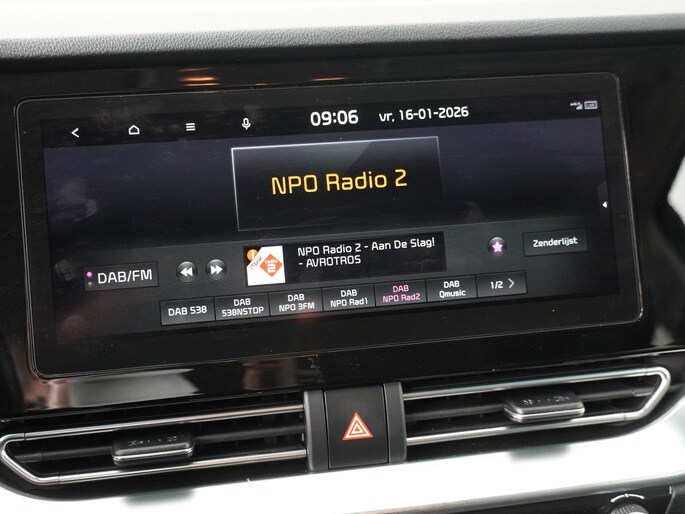 09:06 vr, 16-01-2026
NPO Radio 2
NPO Radio 2 - Aan De Slag!
- AVROTROS
Zenderlijst
DAB/FM
DAB 538
DAB
538NSTOP
DAB
NPO 3FM
DAB
NPO Rad1
DAB
NPO Rad2
DAB
Qmusic
1/2